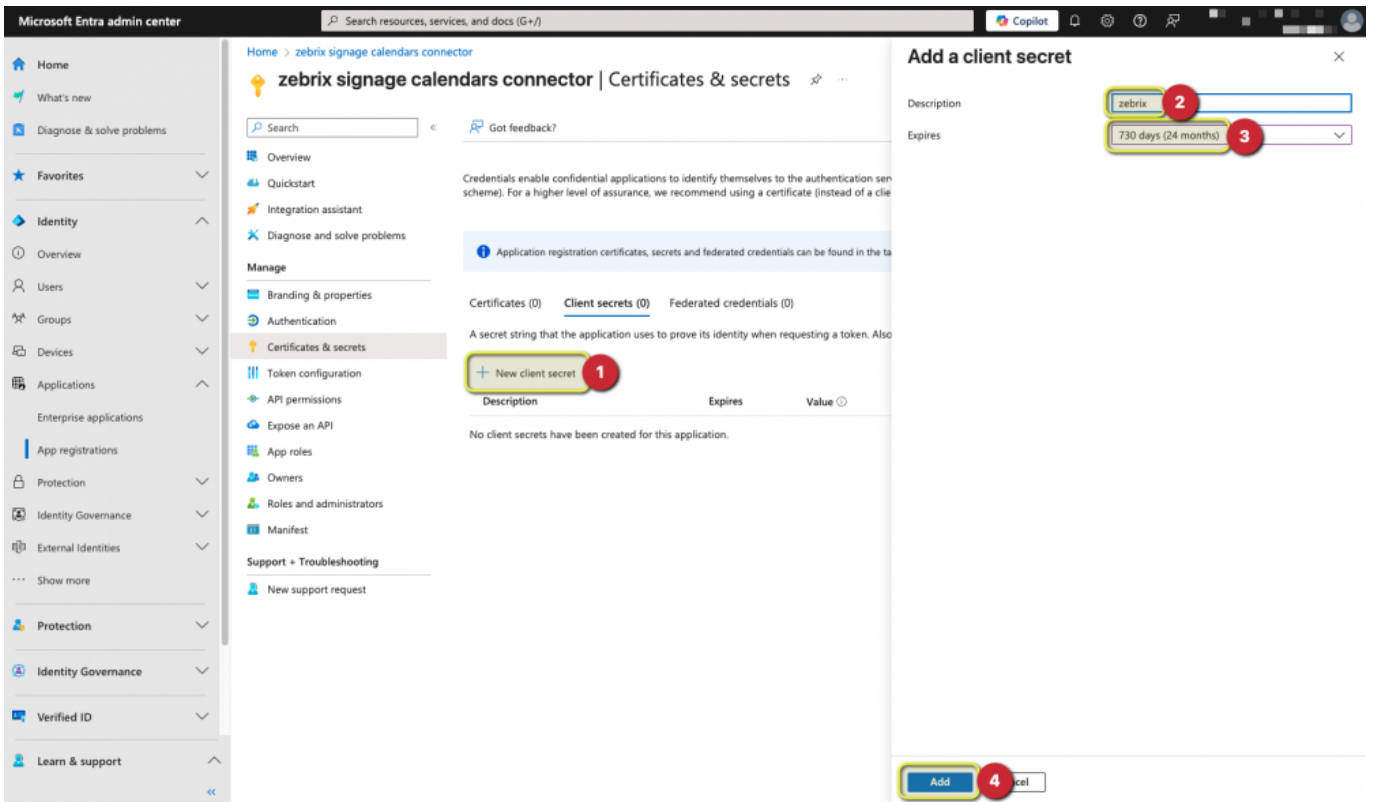 Microsoft Entra admin center
Search resources, services, and docs (G+/)
Copilot
Home
What's new
Diagnose & solve problems
Favorites
Identity
Overview
Users
Groups
Devices
Applications
Enterprise applications
App registrations
Protection
Identity Governance
External Identities
Show more
Protection
Identity Governance
Verified ID
Learn & support
Home > zebrix signage calendars connector
zebrix signage calendars connector | Certificates & secrets
Search
Overview
Quickstart
Integration assistant
Diagnose and solve problems
Manage
Branding & properties
Authentication
Certificates & secrets
Token configuration
API permissions
Expose an API
App roles
Owners
Roles and administrators
Manifest
Support + Troubleshooting
New support request
Got feedback?
Credentials enable confidential applications to identify themselves to the authentication ser
scheme). For a higher level of assurance, we recommend using a certificate (instead of a clie
Application registration certificates, secrets and federated credentials can be found in the ta
Certificates (0) Client secrets (0) Federated credentials (0)
A secret string that the application uses to prove its identity when requesting a token. Also
+ New client secret 1
Description Expires Value
No client secrets have been created for this application.
Add a client secret
Description zebrix 2
Expires 730 days (24 months) 3
Add 4 cel